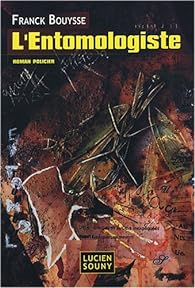 FRANCK BOUYSSE
L'Entomologiste
ROMAN POLICIER
LUCIEN
SOUNY